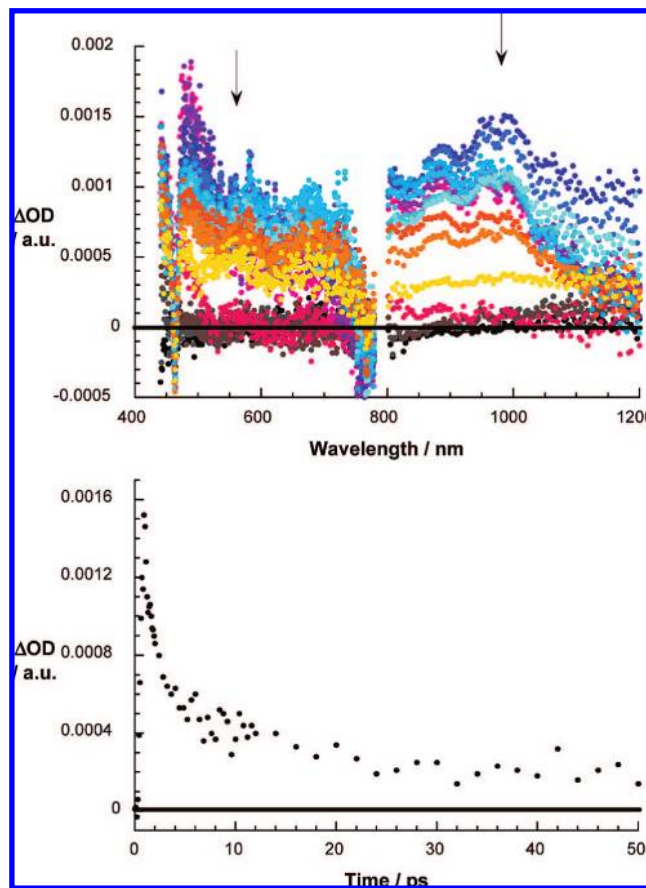 0.002
0.0015
0.001
ΔOD
/ a.u.
0.0005
0
-0.0005
400 600 800 1000 1200
Wavelength / nm
0.0016
0.0012
ΔOD
/ a.u.
0.0008
0.0004
0
0 10 20 30 40 50
Time / ps